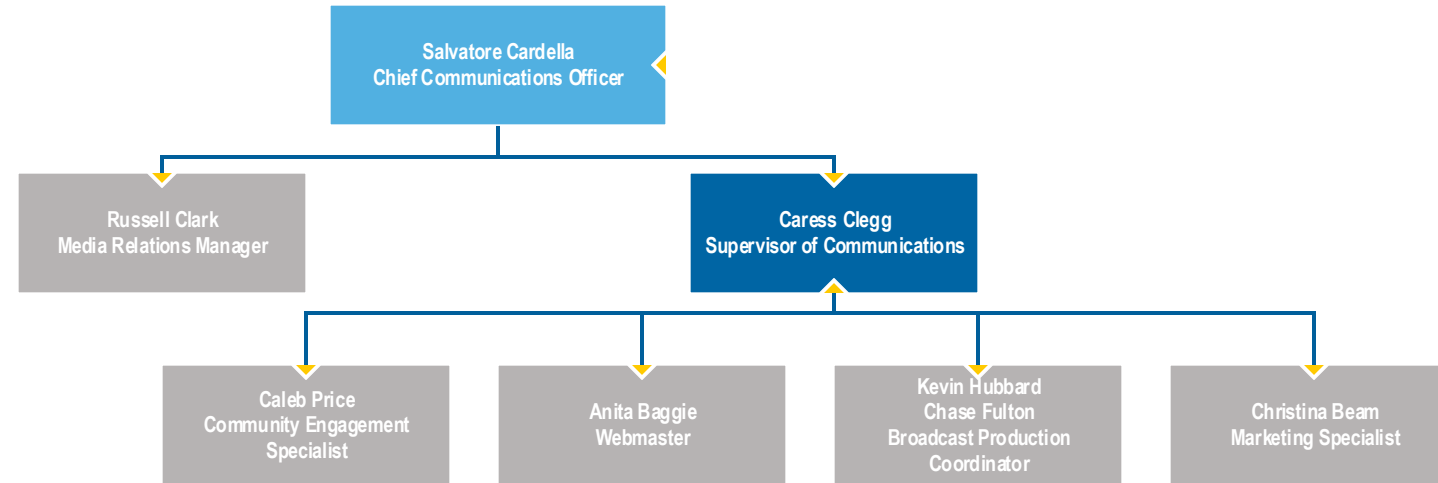 Salvatore Cardella
Chief Communications Officer
Russell Clark
Media Relations Manager
Caress Clegg
Supervisor of Communications
Caleb Price
Community Engagement
Specialist
Anita Baggie
Webmaster
Kevin Hubbard
Chase Fulton
Broadcast Production
Coordinator
Christina Beam
Marketing Specialist